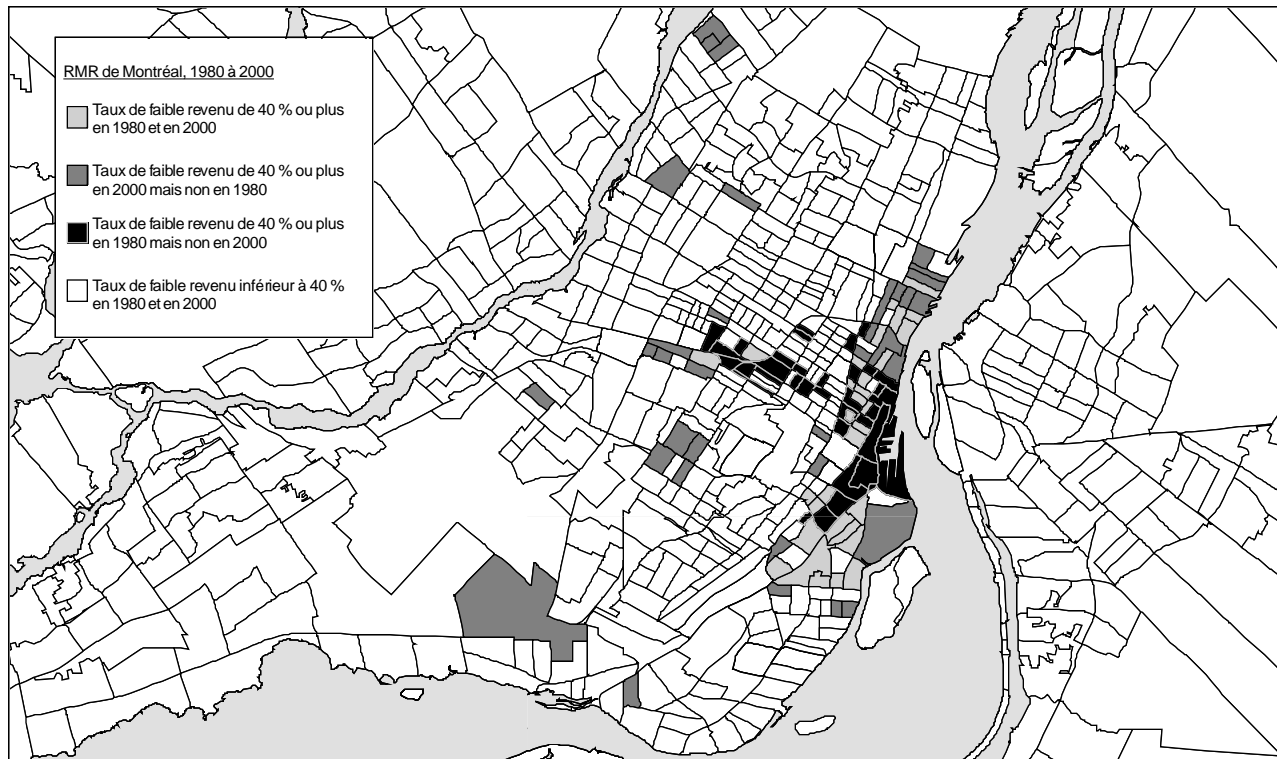 RMR de Montréal, 1980 à 2000
Taux de faible revenu de 40 % ou plus
en 1980 et en 2000
Taux de faible revenu de 40 % ou plus
en 2000 mais non en 1980
Taux de faible revenu de 40 % ou plus
en 1980 mais non en 2000
Taux de faible revenu inférieur à 40 %
en 1980 et en 2000